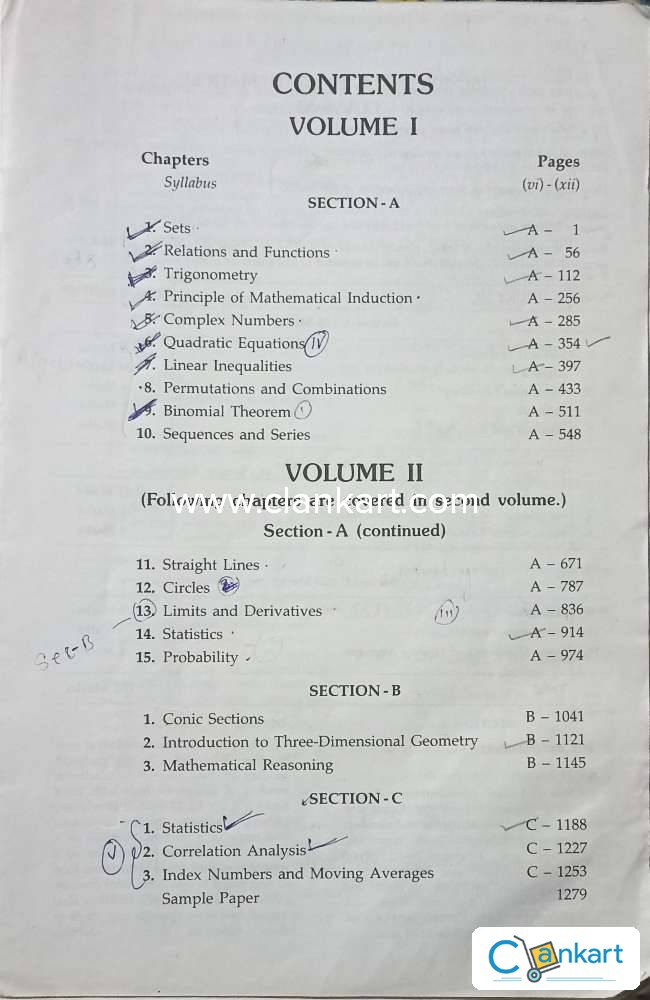 CONTENTS
VOLUME I
Chapters Pages
Syllabus (vi) - (xii)
SECTION - A
1. Sets A – 1
2. Relations and Functions A – 56
3. Trigonometry A – 112
4. Principle of Mathematical Induction A – 256
5. Complex Numbers A – 285
6. Quadratic Equations IV A – 354
7. Linear Inequalities A – 397
8. Permutations and Combinations A – 433
9. Binomial Theorem A – 511
10. Sequences and Series A – 548
VOLUME II
www.clankart.com
(Following chapters are covered in second volume.)
Section - A (continued)
11. Straight Lines A – 671
12. Circles A – 787
13. Limits and Derivatives III A – 836
14. Statistics A – 914
Sec-B
15. Probability A – 974
SECTION - B
1. Conic Sections B – 1041
2. Introduction to Three-Dimensional Geometry B – 1121
3. Mathematical Reasoning B – 1145
SECTION - C
1. Statistics C – 1188
V 2. Correlation Analysis C – 1227
3. Index Numbers and Moving Averages C – 1253
Sample Paper 1279
Clankart